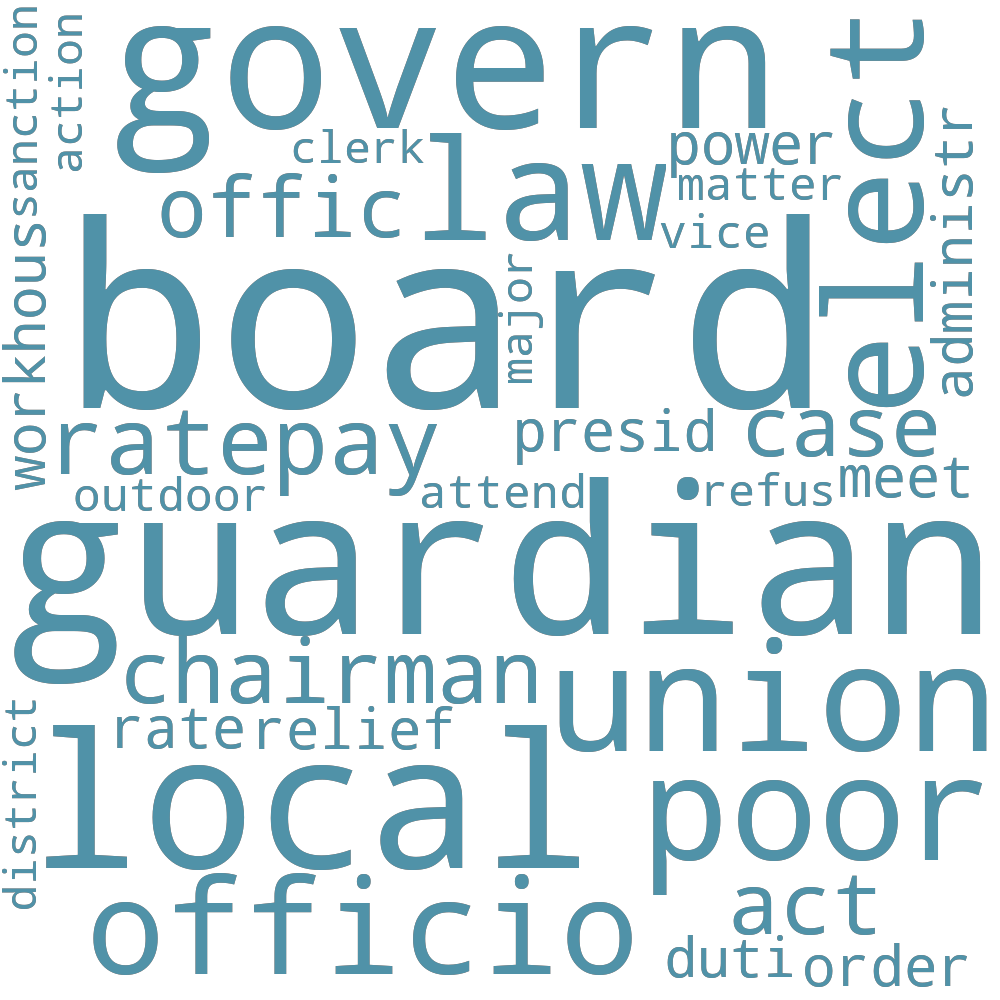 govern
elect
workhous
sanction
action
clerk
power
law
matter
offic
administr
vice
board
major
ratepay
presid
case
meet
outdoor
attend
refus
guardian
chairman
union
rate
relief
district
local
poor
officio
act
duti
order